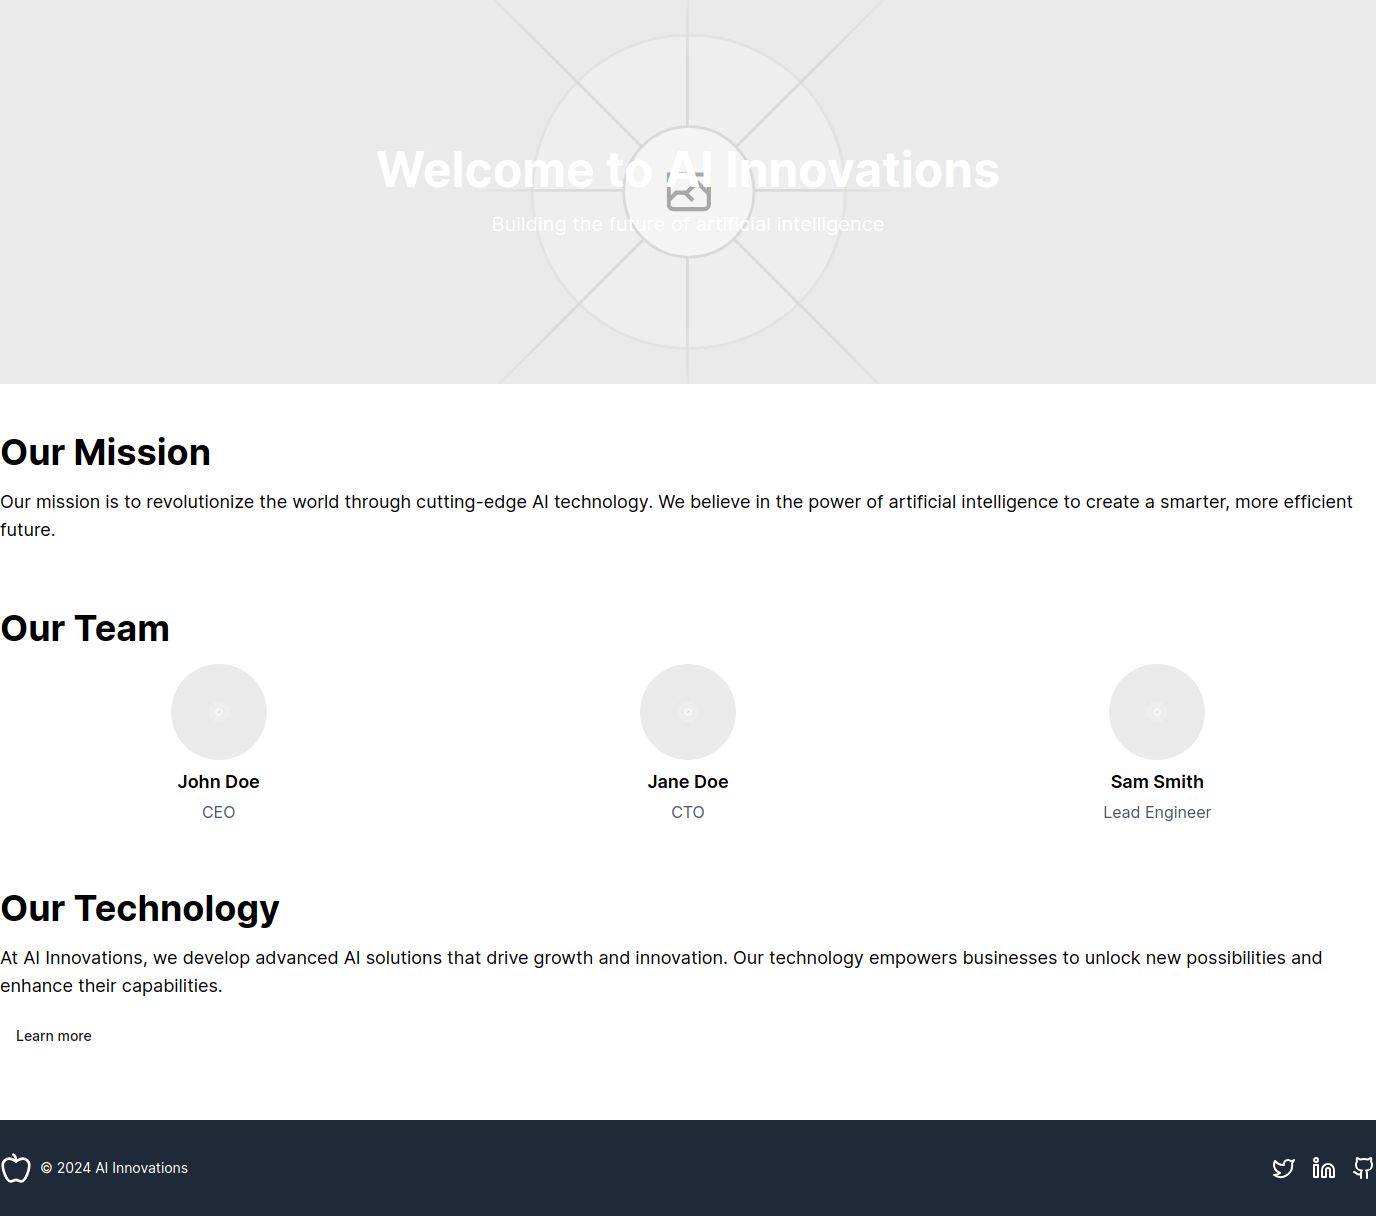 Welcome to AI Innovations
Building the future of artificial intelligence
Our Mission
Our mission is to revolutionize the world through cutting-edge AI technology. We believe in the power of artificial intelligence to create a smarter, more efficient
future.
Our Team
John Doe
CEO
Jane Doe
CTO
Sam Smith
Lead Engineer
Our Technology
At AI Innovations, we develop advanced AI solutions that drive growth and innovation. Our technology empowers businesses to unlock new possibilities and
enhance their capabilities.
Learn more
© 2024 AI Innovations